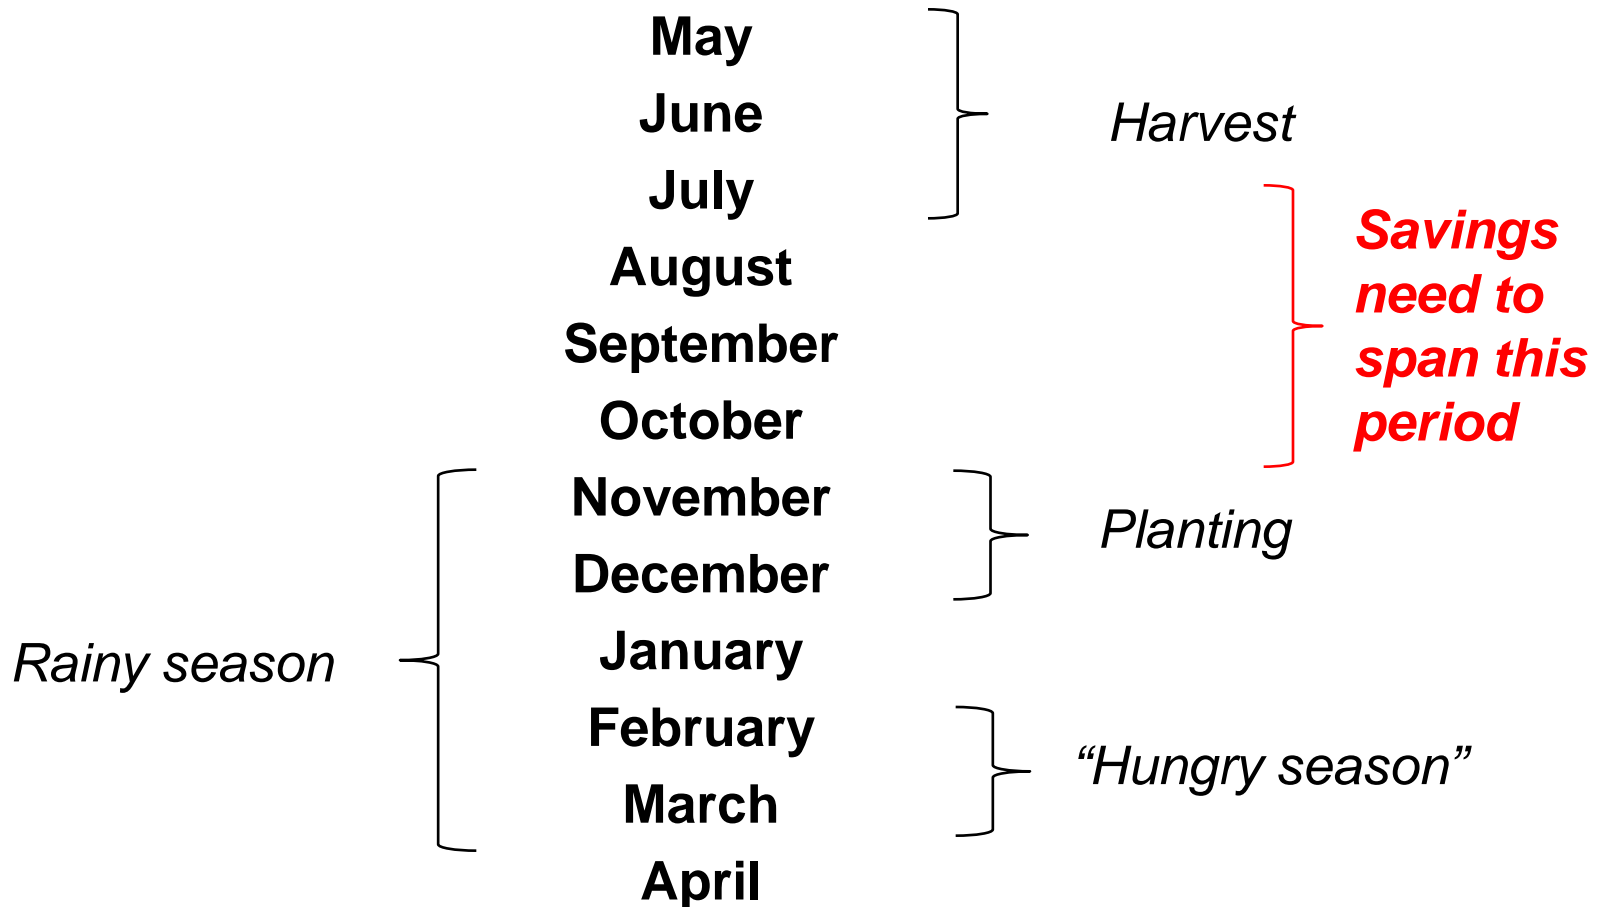 May
June
Harvest
July
Savings
need to
span this
period
August
September
October
November
Planting
December
January
Rainy season
February
“Hungry season”
March
April